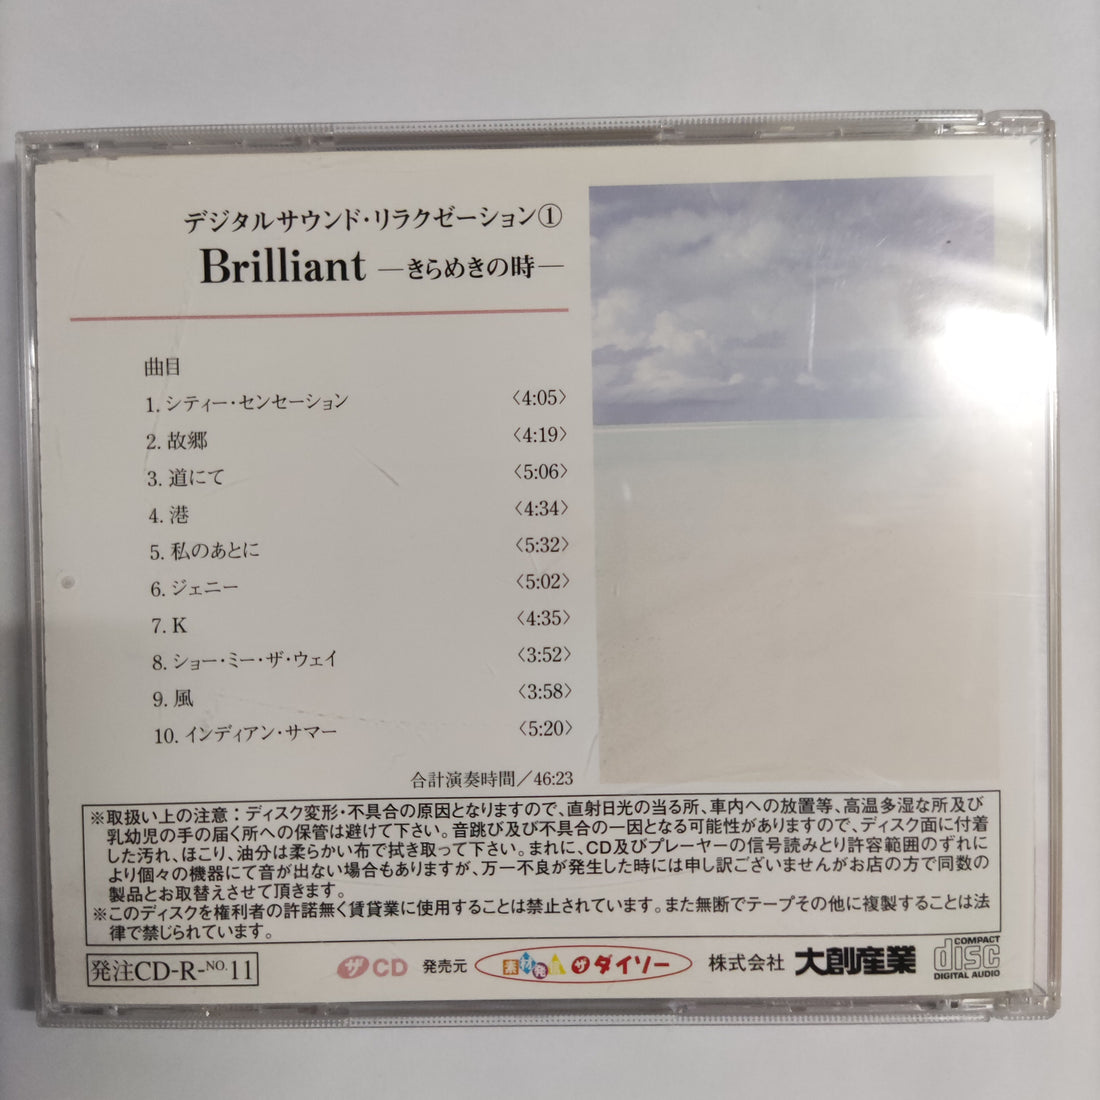 デジタルサウンド・リラクゼーション①
Brilliant ―きらめきの時―
曲目
1. シティー・センセーション 〈4:05〉
2. 故郷 〈4:19〉
3. 道にて 〈5:06〉
4. 港 〈4:34〉
5. 私のあとに 〈5:32〉
6. ジェニー 〈5:02〉
7. K 〈4:35〉
8. ショー・ミー・ザ・ウェイ 〈3:52〉
9. 風 〈3:58〉
10. インディアン・サマー 〈5:20〉
合計演奏時間／46:23
※取扱い上の注意：ディスク変形・不具合の原因となりますので、直射日光の当る所、車内への放置等、高温多湿な所及び
乳幼児の手の届く所への保管は避けて下さい。音跳び及び不具合の一因となる可能性がありますので、ディスク面に付着
した汚れ、ほこり、油分は柔らかい布で拭き取って下さい。まれに、CD及びプレーヤーの信号読みとり許容範囲のずれに
より個々の機器にて音が出ない場合もありますが、万一不良が発生した時には申し訳ございませんがお店の方で同数の
製品とお取替えさせて頂きます。
※このディスクを権利者の許諾無く賃貸業に使用することは禁止されています。また無断でテープその他に複製することは法
律で禁じられています。
発注CD-R-NO.11 ザCD 発売元 素材発見 ザ ダイソー 株式会社 大創産業 COMPACT disc DIGITAL AUDIO